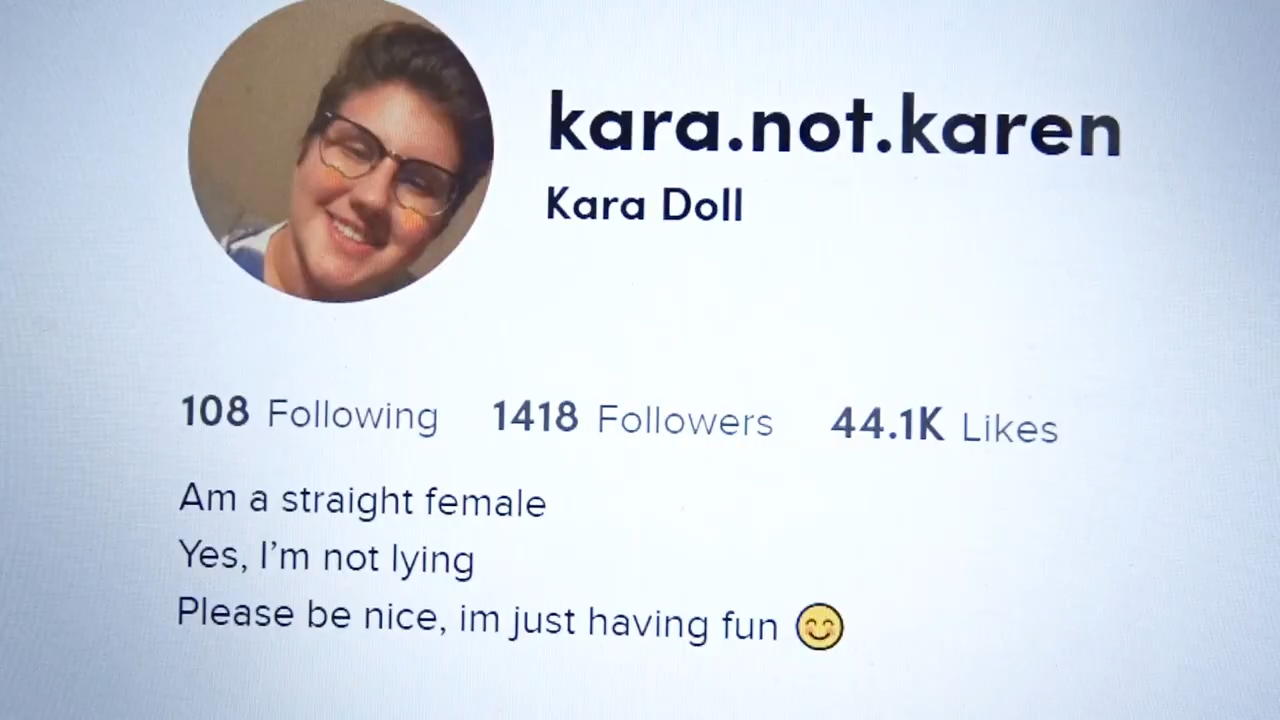 kara.not.karen
Kara Doll
108 Following 1418 Followers 44.1K Likes
Am a straight female
Yes, I'm not lying
Please be nice, im just having fun 😊